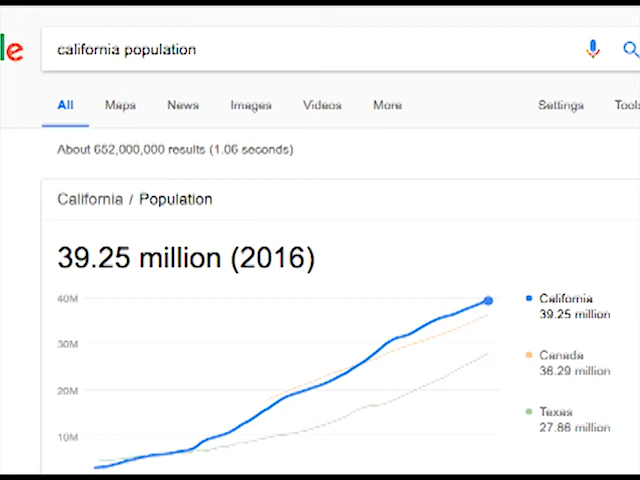 le
california population
All Maps News Images Videos More Settings Tools
About 652,000,000 results (1.06 seconds)
California / Population
39.25 million (2016)
40M
30M
20M
10M
California
39.25 million
Canada
36.29 million
Texas
27.86 million